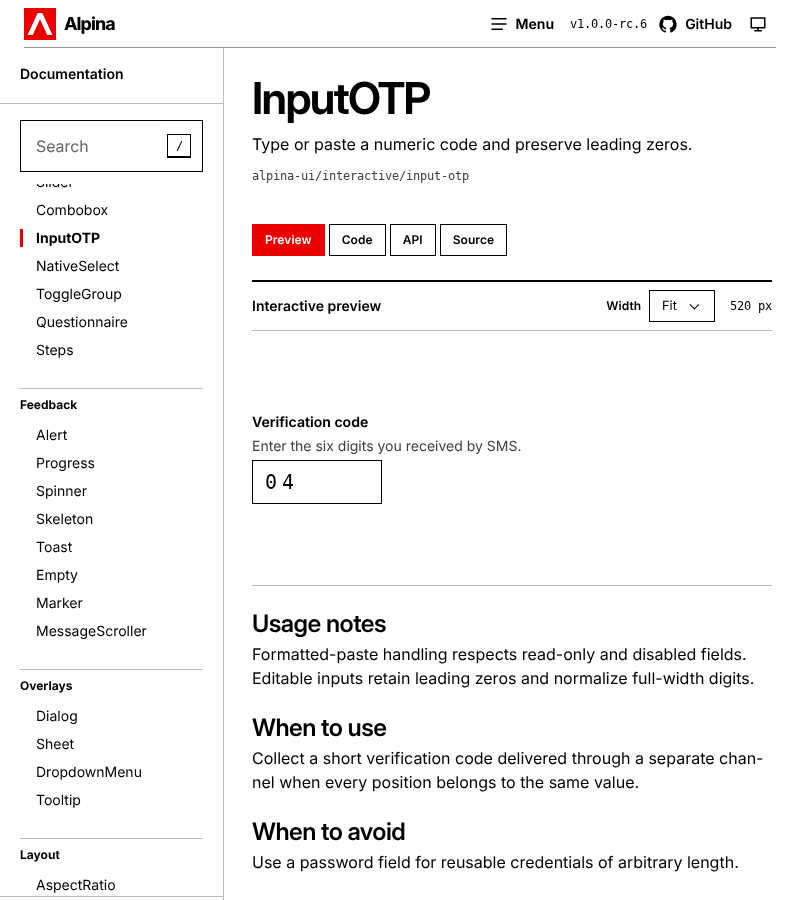 Alpina
Menu
v1.0.0-rc.6
GitHub
Documentation
Search
/
Slider
Combobox
InputOTP
NativeSelect
ToggleGroup
Questionnaire
Steps
Feedback
Alert
Progress
Spinner
Skeleton
Toast
Empty
Marker
MessageScroller
Overlays
Dialog
Sheet
DropdownMenu
Tooltip
Layout
AspectRatio
InputOTP
Type or paste a numeric code and preserve leading zeros.
alpina-ui/interactive/input-otp
Preview
Code
API
Source
Interactive preview
Width
Fit
520 px
Verification code
Enter the six digits you received by SMS.
04
Usage notes
Formatted-paste handling respects read-only and disabled fields.
Editable inputs retain leading zeros and normalize full-width digits.
When to use
Collect a short verification code delivered through a separate chan-
nel when every position belongs to the same value.
When to avoid
Use a password field for reusable credentials of arbitrary length.